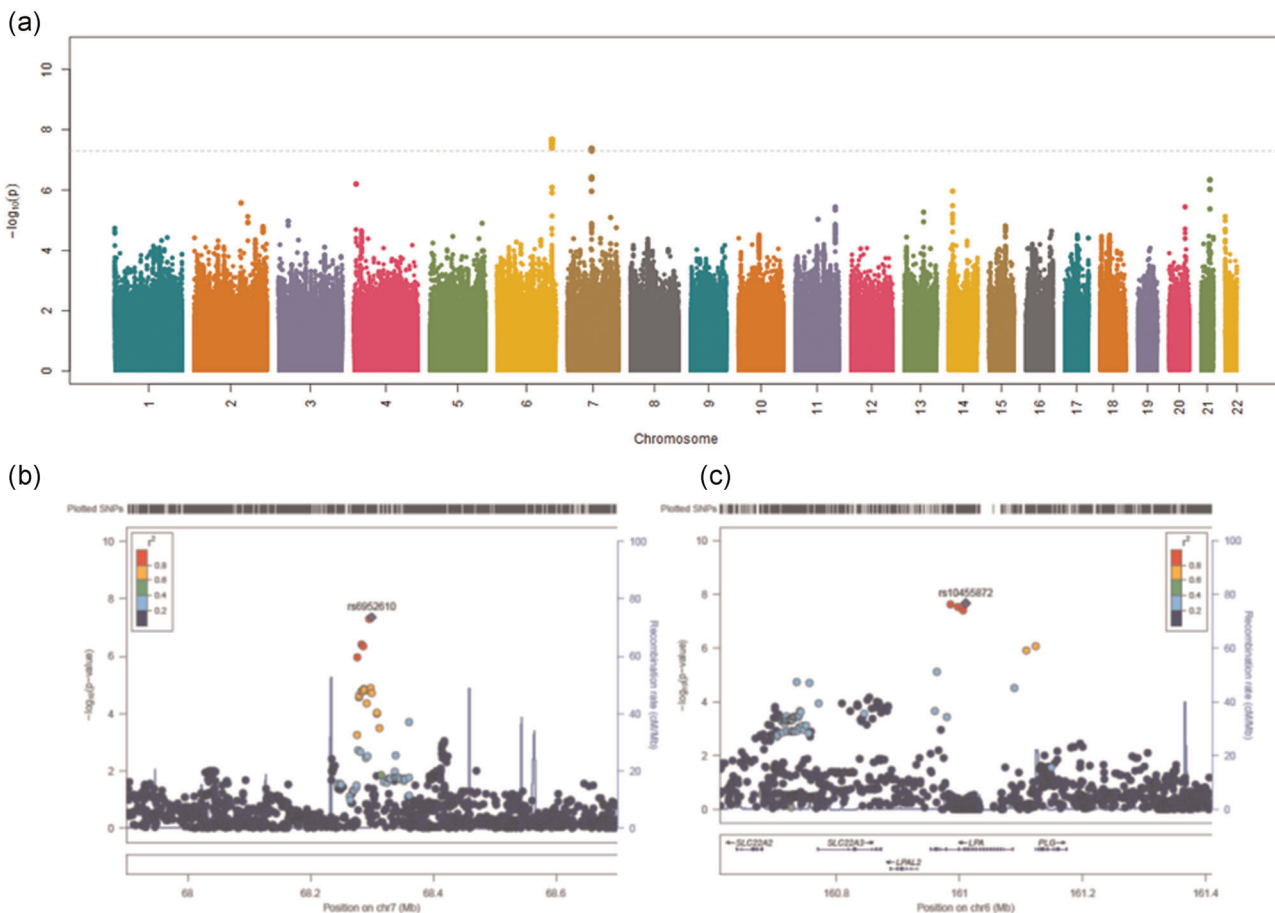 (a)
10
8
6
4
2
0
−log10(p)
1 2 3 4 5 6 7 8 9 10 11 12 13 14 15 16 17 18 19 20 21 22
Chromosome
(b)
Plotted SNPs
10
8
6
4
2
0
−log10(p-value)
r2
0.8
0.6
0.4
0.2
rs6952610
100
80
60
40
20
0
Recombination rate (cM/Mb)
68 68.2 68.4 68.6
Position on chr7 (Mb)
(c)
Plotted SNPs
10
8
6
4
2
0
−log10(p-value)
rs10455872
r2
0.8
0.6
0.4
0.2
100
80
60
40
20
0
Recombination rate (cM/Mb)
←SLC22A2 SLC22A3→ ←LPA PLG→
←LPAL2
160.8 161 161.2 161.4
Position on chr6 (Mb)